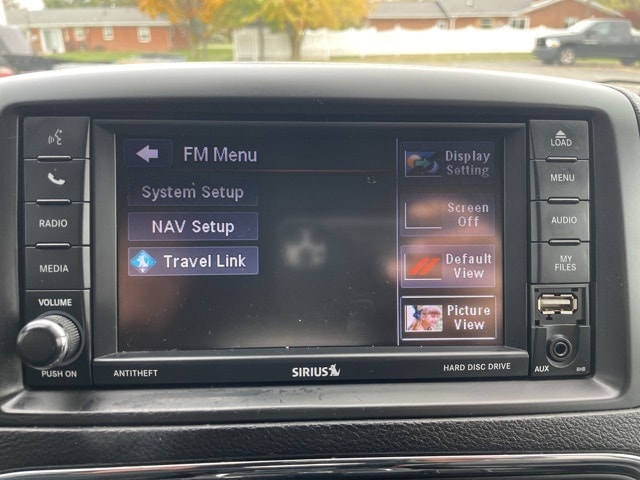 LOAD
MENU
AUDIO
MY
FILES
AUX
RADIO
MEDIA
VOLUME
PUSH ON
FM Menu
System Setup
NAV Setup
Travel Link
Display
Setting
Screen
Off
Default
View
Picture
View
ANTITHEFT
SIRIUS
HARD DISC DRIVE